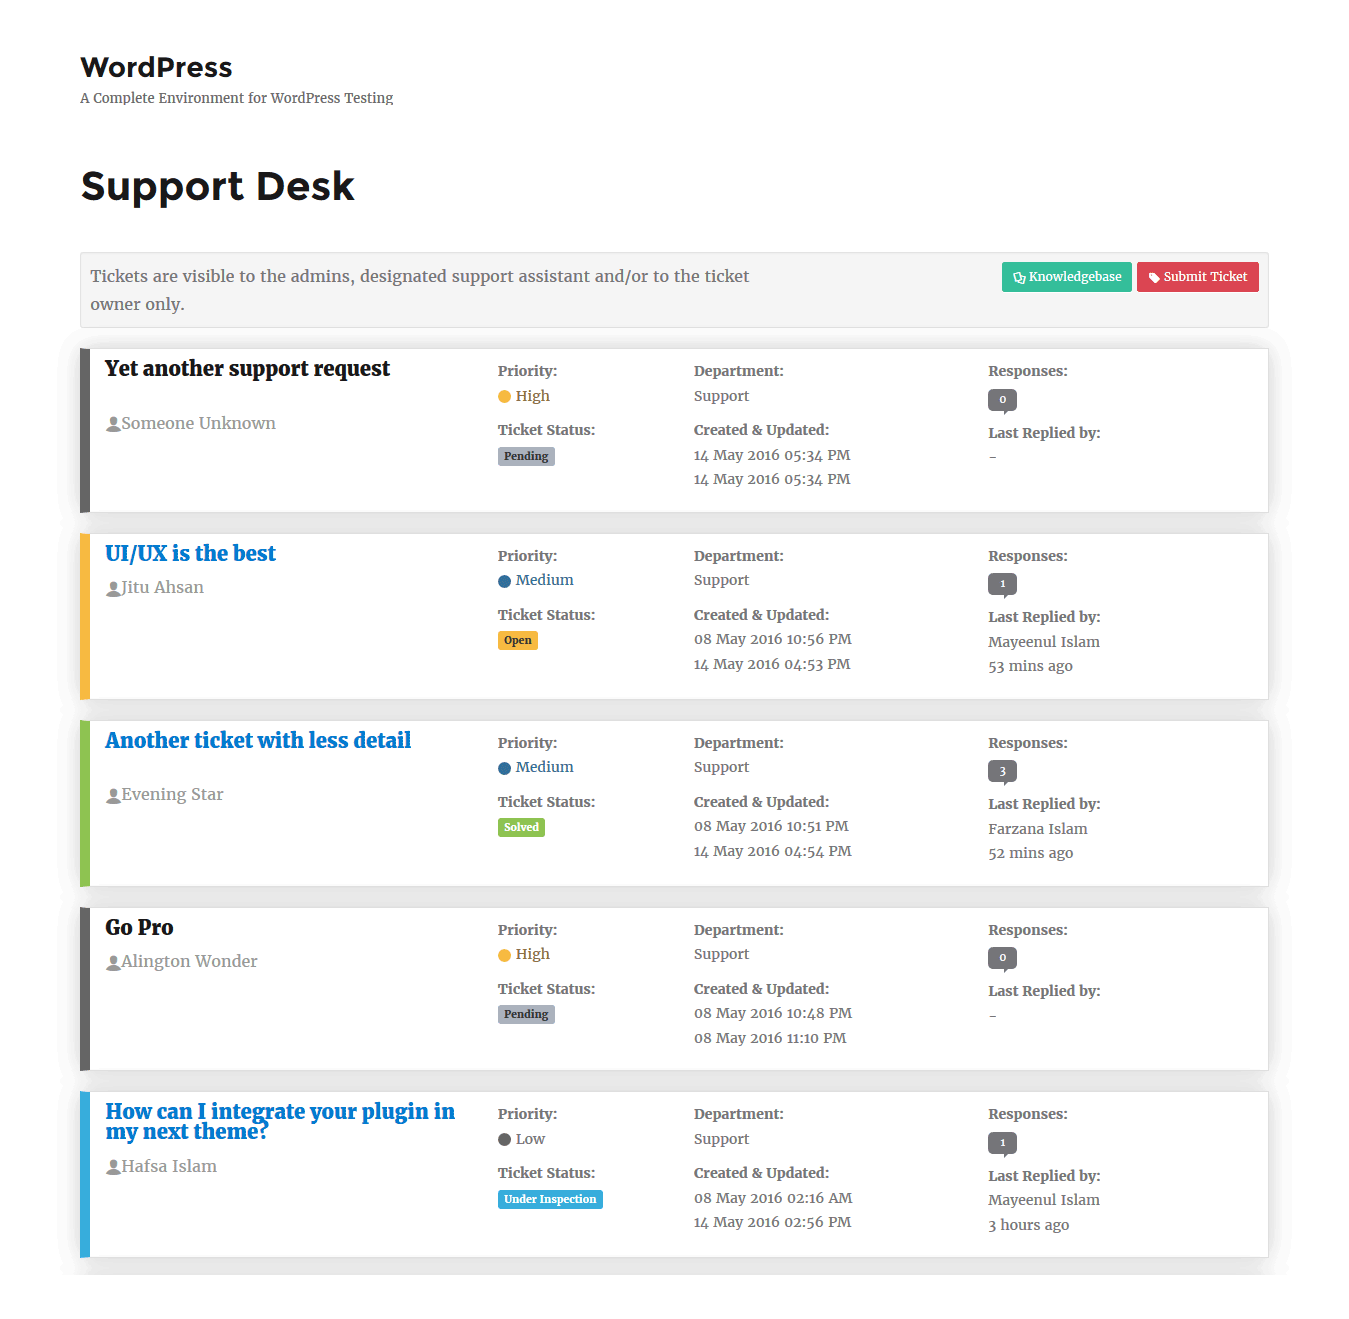 WordPress
A Complete Environment for WordPress Testing
Support Desk
Tickets are visible to the admins, designated support assistant and/or to the ticket
owner only.
Knowledgebase
Submit Ticket
Yet another support request
Someone Unknown
Priority:
High
Ticket Status:
Pending
Department:
Support
Created & Updated:
14 May 2016 05:34 PM
14 May 2016 05:34 PM
Responses:
0
Last Replied by:
-
UI/UX is the best
Jitu Ahsan
Priority:
Medium
Ticket Status:
Open
Department:
Support
Created & Updated:
08 May 2016 10:56 PM
14 May 2016 04:53 PM
Responses:
1
Last Replied by:
Mayeenul Islam
53 mins ago
Another ticket with less detail
Evening Star
Priority:
Medium
Ticket Status:
Solved
Department:
Support
Created & Updated:
08 May 2016 10:51 PM
14 May 2016 04:54 PM
Responses:
3
Last Replied by:
Farzana Islam
52 mins ago
Go Pro
Alington Wonder
Priority:
High
Ticket Status:
Pending
Department:
Support
Created & Updated:
08 May 2016 10:48 PM
08 May 2016 11:10 PM
Responses:
0
Last Replied by:
-
How can I integrate your plugin in
my next theme?
Hafsa Islam
Priority:
Low
Ticket Status:
Under Inspection
Department:
Support
Created & Updated:
08 May 2016 02:16 AM
14 May 2016 02:56 PM
Responses:
1
Last Replied by:
Mayeenul Islam
3 hours ago